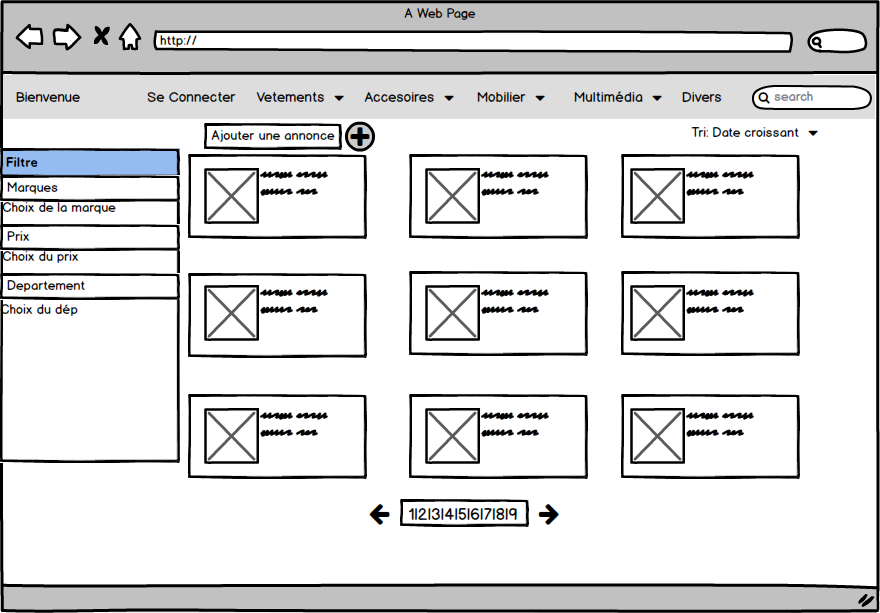 A Web Page
http://
Bienvenue Se Connecter Vetements Accesoires Mobilier Multimédia Divers search
Ajouter une annonce Tri: Date croissant
Filtre
Marques
Choix de la marque
Prix
Choix du prix
Departement
Choix du dép
1|2|3|4|5|6|7|8|9